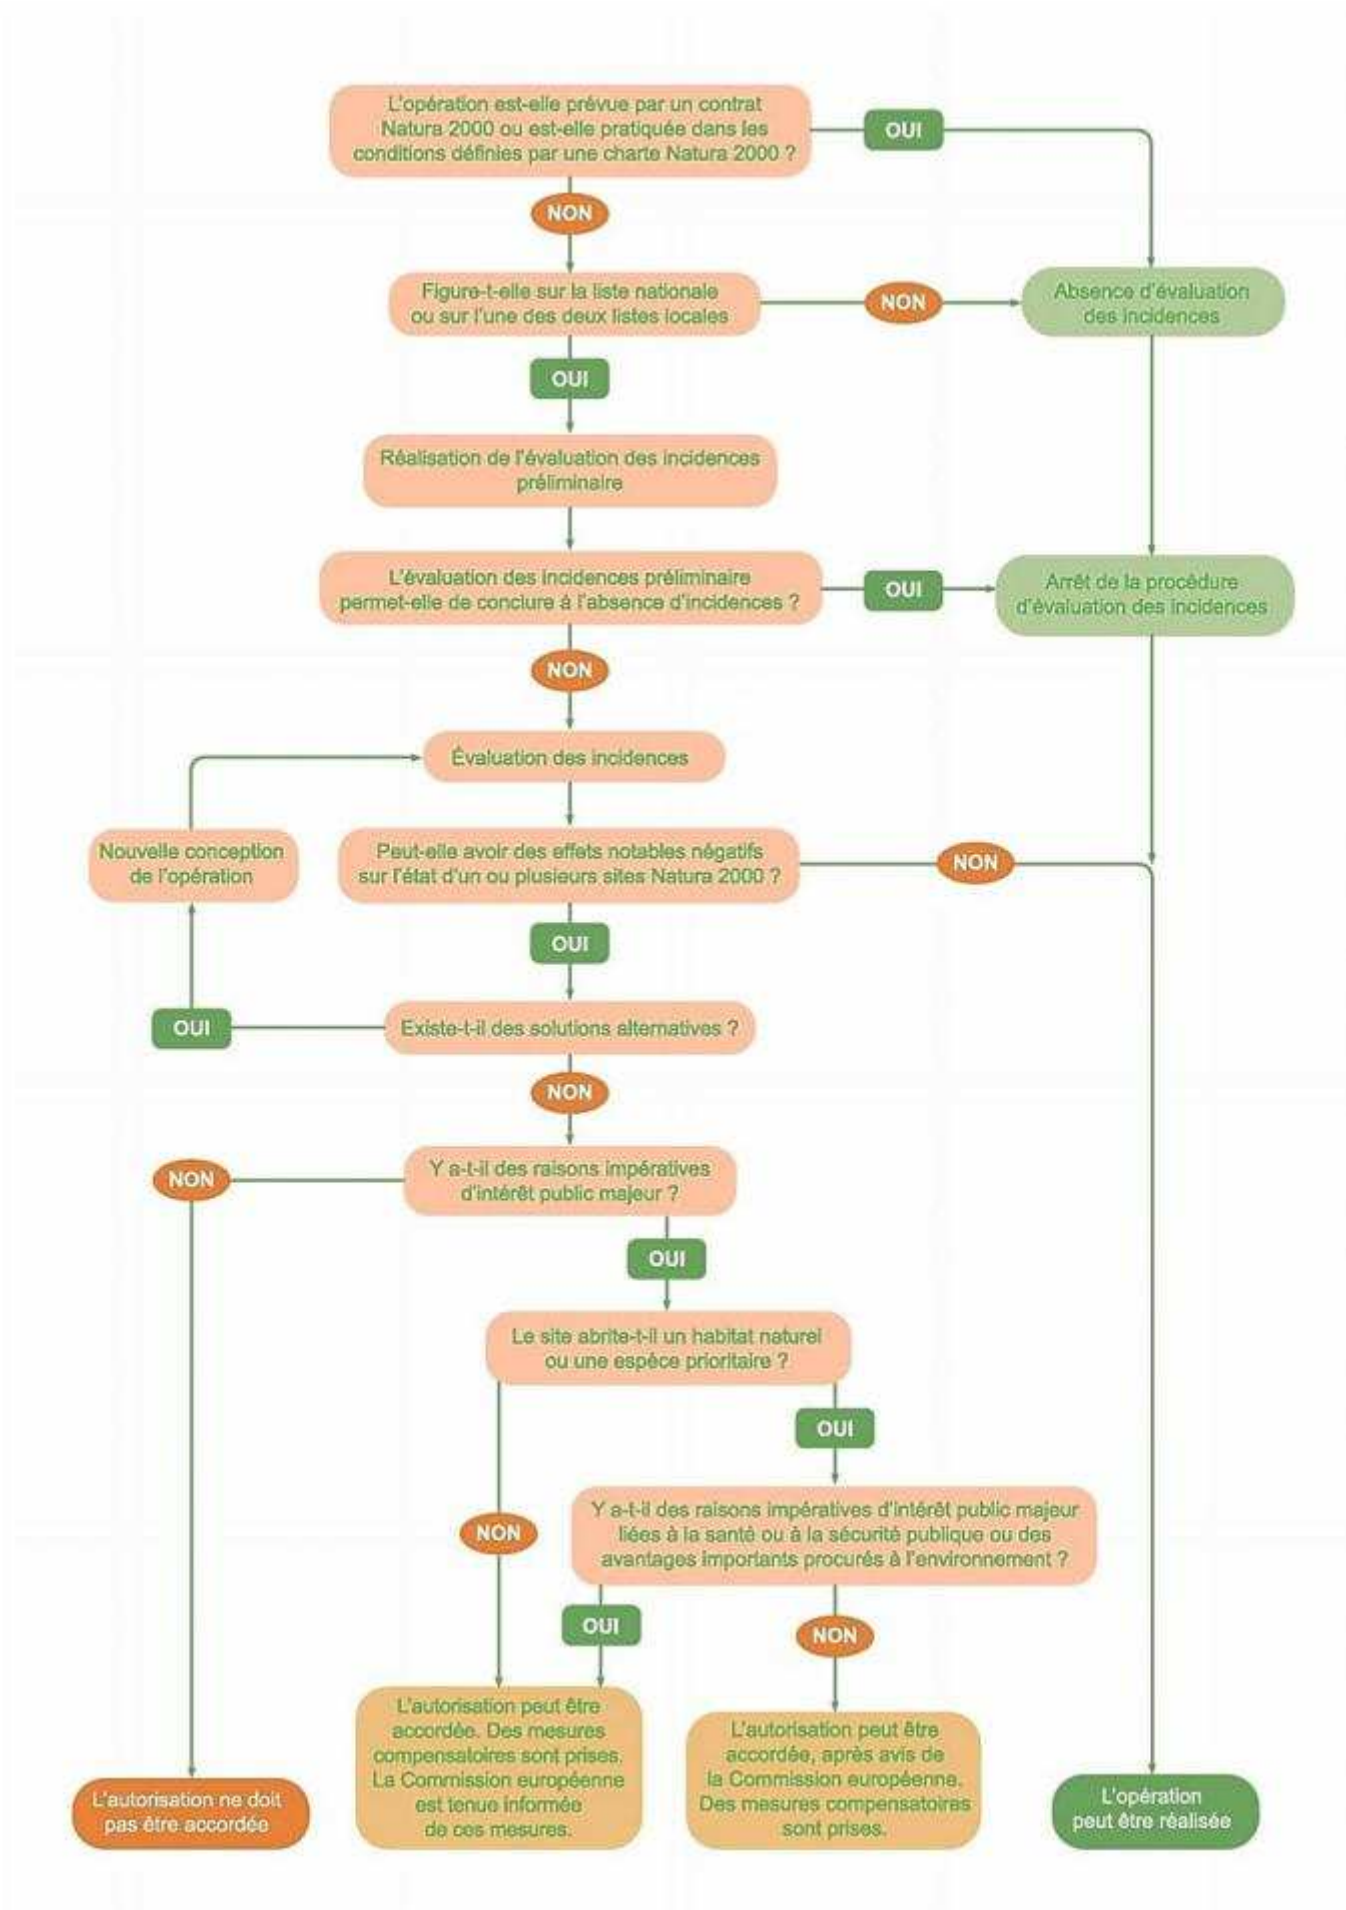 L'opération est-elle prévue par un contrat
Natura 2000 ou est-elle pratiquée dans les
conditions définies par une charte Natura 2000 ?
OUI
NON
Figure-t-elle sur la liste nationale
ou sur l'une des deux listes locales
NON
Absence d'évaluation
des incidences
OUI
Réalisation de l'évaluation des incidences
préliminaire
L'évaluation des incidences préliminaire
permet-elle de conclure à l'absence d'incidences ?
OUI
Arrêt de la procédure
d'évaluation des incidences
NON
Évaluation des incidences
Nouvelle conception
de l'opération
Peut-elle avoir des effets notables négatifs
sur l'état d'un ou plusieurs sites Natura 2000 ?
NON
OUI
OUI
Existe-t-il des solutions alternatives ?
NON
NON
Y a-t-il des raisons impératives
d'intérêt public majeur ?
OUI
Le site abrite-t-il un habitat naturel
ou une espèce prioritaire ?
OUI
NON
Y a-t-il des raisons impératives d'intérêt public majeur
liées à la santé ou à la sécurité publique ou des
avantages importants procurés à l'environnement ?
OUI
NON
L'autorisation ne doit
pas être accordée
L'autorisation peut être
accordée. Des mesures
compensatoires sont prises.
La Commission européenne
est tenue informée
de ces mesures.
L'autorisation peut être
accordée, après avis de
la Commission européenne.
Des mesures compensatoires
sont prises.
L'opération
peut être réalisée